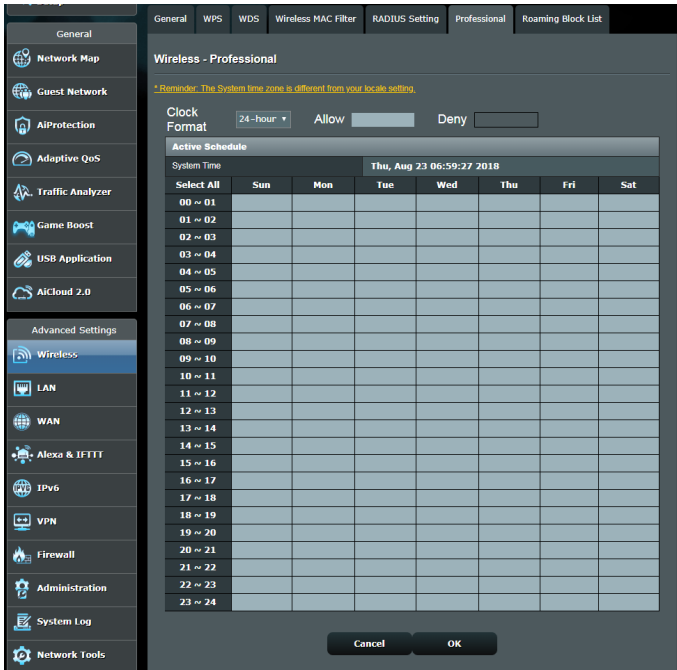 General
Network Map
Guest Network
AiProtection
Adaptive QoS
Traffic Analyzer
Game Boost
USB Application
AiCloud 2.0
Advanced Settings
Wireless
LAN
WAN
Alexa & IFTTT
IPv6
VPN
Firewall
Administration
System Log
Network Tools
General WPS WDS Wireless MAC Filter RADIUS Setting Professional Roaming Block List
Wireless - Professional
* Reminder: The System time zone is different from your locale setting.
Clock Format 24-hour Allow Deny
Active Schedule
System Time Thu, Aug 23 06:59:27 2018
Select All Sun Mon Tue Wed Thu Fri Sat
00 ~ 01
01 ~ 02
02 ~ 03
03 ~ 04
04 ~ 05
05 ~ 06
06 ~ 07
07 ~ 08
08 ~ 09
09 ~ 10
10 ~ 11
11 ~ 12
12 ~ 13
13 ~ 14
14 ~ 15
15 ~ 16
16 ~ 17
17 ~ 18
18 ~ 19
19 ~ 20
20 ~ 21
21 ~ 22
22 ~ 23
23 ~ 24
Cancel OK